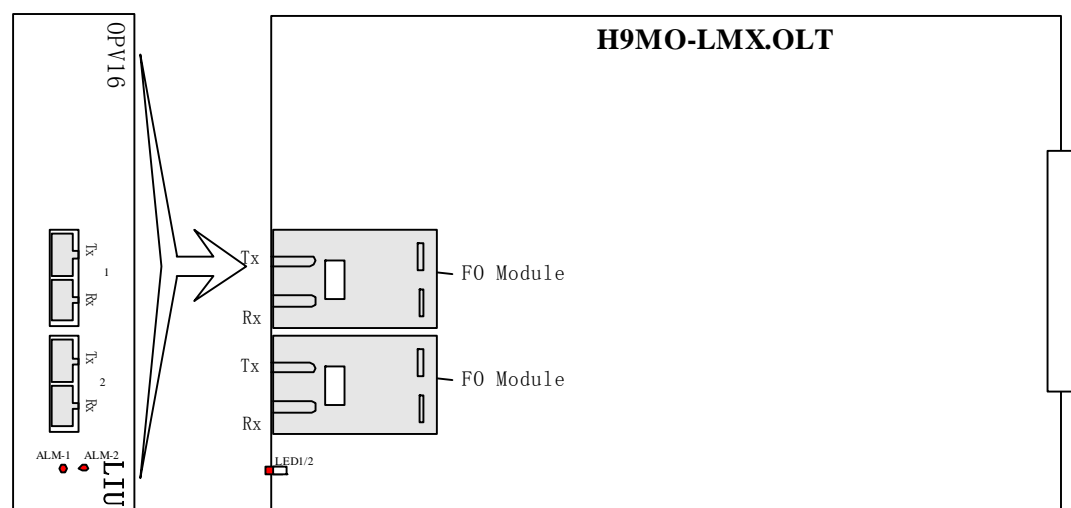 OPV16
Tx
1
Rx
Tx
2
Rx
ALM-1 ALM-2
LIU
H9MO-LMX.OLT
Tx
FO Module
Rx
Tx
FO Module
Rx
LED1/2